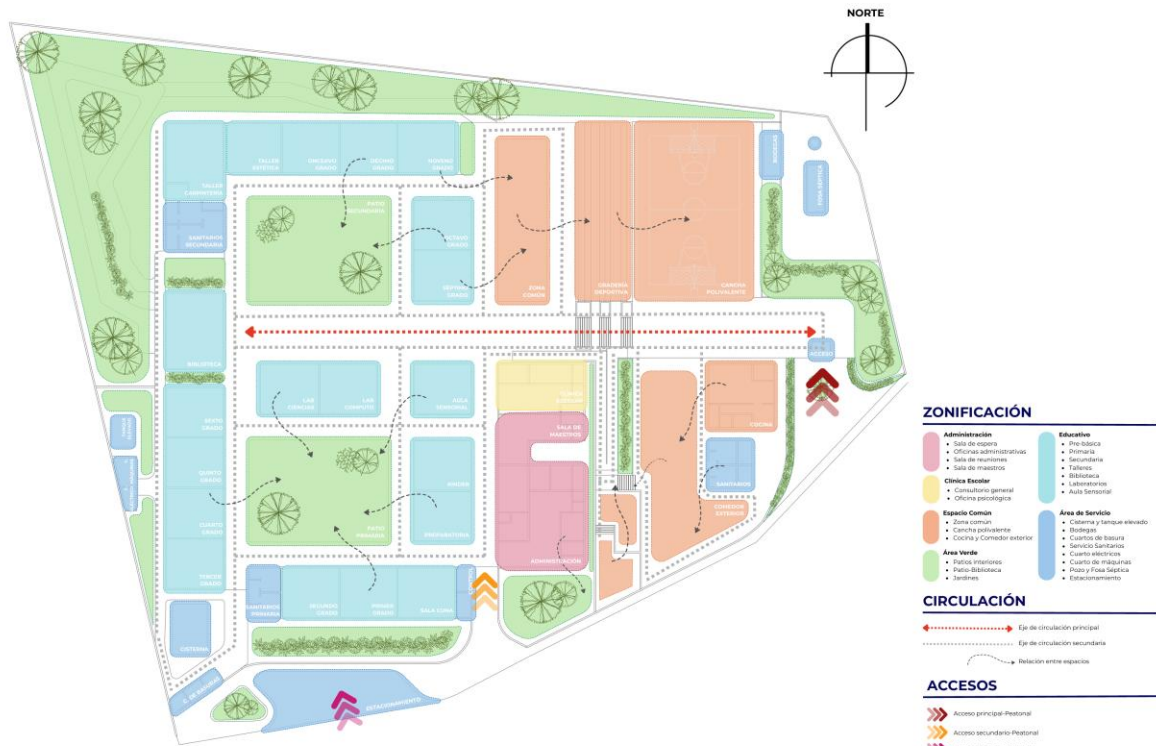 NORTE
TALLER
ESTÉTICA
ONCEAVO
GRADO
DÉCIMO
GRADO
NOVENO
GRADO
TALLER
CARPINTERÍA
BODEGAS
FOSA SÉPTICA
PATIO
SECUNDARIA
SANITARIOS
SECUNDARIA
OCTAVO
GRADO
SÉPTIMO
GRADO
ZONA
COMÚN
GRADERÍA
DEPORTIVA
CANCHA
POLIVALENTE
ACCESO
BIBLIOTECA
LAB
CIENCIAS
LAB
COMPUTO
AULA
SENSORIAL
CLÍNICA
ESCOLAR
SALA DE
MAESTROS
COCINA
SEXTO
GRADO
QUINTO
GRADO
SANITARIOS
KINDER
COMEDOR
EXTERIOR
CUARTO
GRADO
PATIO
PRIMARIA
PREPARATORIA
ADMINISTRACIÓN
TERCER
GRADO
SANITARIOS
PRIMARIA
SEGUNDO
GRADO
PRIMER
GRADO
SALA CUNA
CISTERNA
C. DE BASURAS
ESTACIONAMIENTO
ZONIFICACIÓN
Administración
• Sala de espera
• Oficinas administrativas
• Sala de reuniones
• Sala de maestros
Clínica Escolar
• Consultorio general
• Oficina psicológica
Espacio Común
• Zona común
• Cancha polivalente
• Cocina y Comedor exterior
Área Verde
• Patios interiores
• Patio-Biblioteca
• Jardines
Educativo
• Pre-básica
• Primaria
• Secundaria
• Talleres
• Biblioteca
• Laboratorios
• Aula Sensorial
Área de Servicio
• Cisterna y tanque elevado
• Bodegas
• Cuartos de basura
• Servicio Sanitarios
• Cuarto eléctricos
• Cuarto de máquinas
• Pozo y Fosa Séptica
• Estacionamiento
CIRCULACIÓN
Eje de circulación principal
Eje de circulación secundaria
Relación entre espacios
ACCESOS
Acceso principal-Peatonal
Acceso secundario-Peatonal